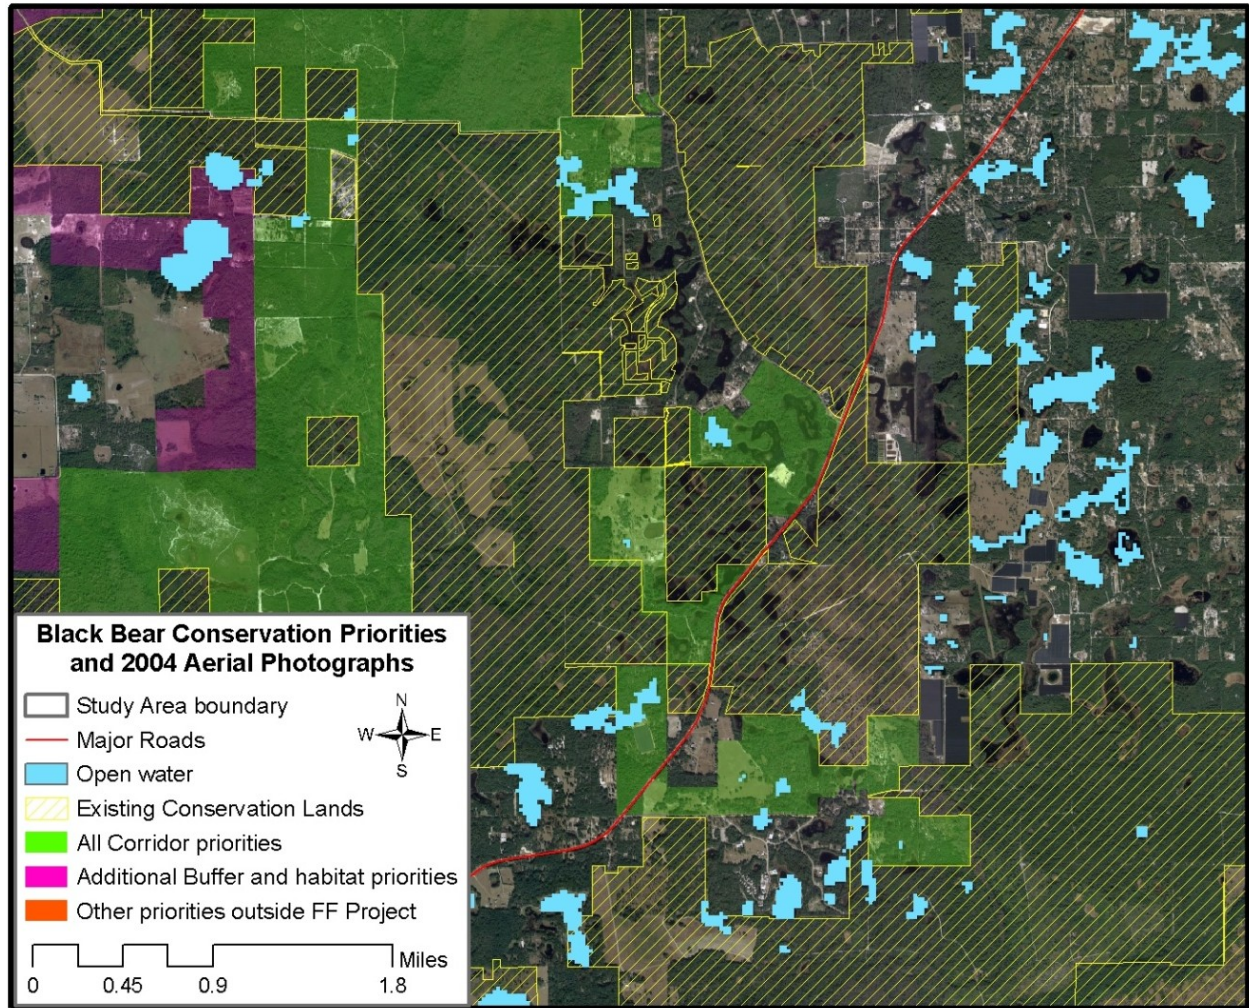 Black Bear Conservation Priorities
and 2004 Aerial Photographs
Study Area boundary
Major Roads
Open water
Existing Conservation Lands
All Corridor priorities
Additional Buffer and habitat priorities
Other priorities outside FF Project
N
W E
S
Miles
0 0.45 0.9 1.8